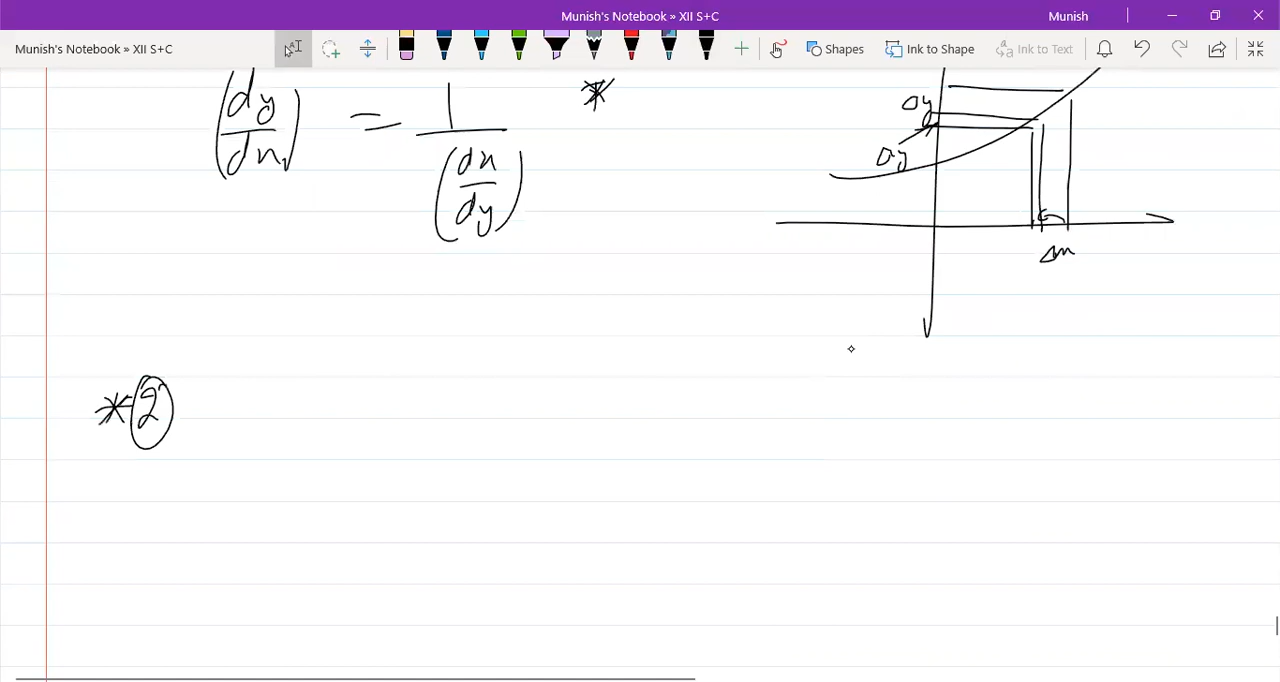 Munish's Notebook » XII S+C
Munish
Munish's Notebook » XII S+C
Shapes
Ink to Shape
Ink to Text
(dy/dx) = 1/(dx/dy) *
Δy
Δy
Δx
* 2